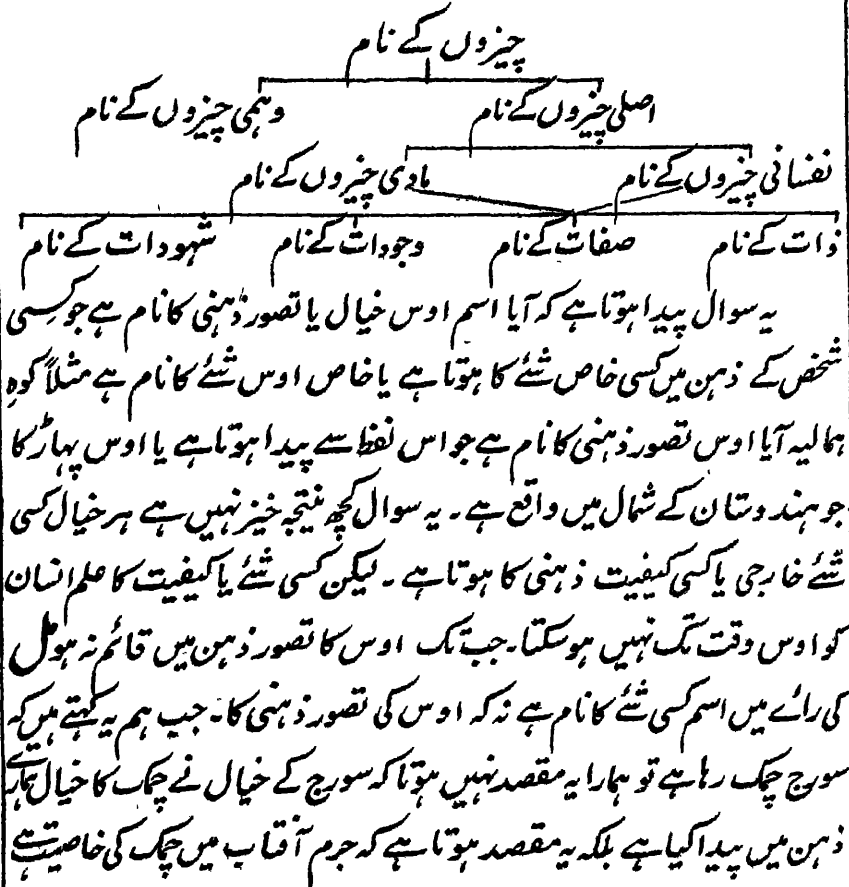 چیزوں کے نام
اصلی چیزوں کے نام وہمی چیزوں کے نام
نفسانی چیزوں کے نام مادی چیزوں کے نام
ذات کے نام صفات کے نام وجودات کے نام شہودات کے نام
یہ سوال پیدا ہوتا ہے کہ آیا اسم اوس خیال یا تصور ذہنی کا نام ہے جو کسی
شخص کے ذہن میں کسی خاص شئے کا ہوتا ہے یا خاص اوس شئے کا نام ہے مثلاً کوہِ
ہمالیہ آیا اوس تصور ذہنی کا نام ہے جو اس لفظ سے پیدا ہوتا ہے یا اوس پہاڑ کا
جو ہندوستان کے شمال میں واقع ہے ۔ یہ سوال کچھ نتیجہ خیز نہیں ہے ہر خیال کسی
شئے خارجی یا کسی کیفیت ذہنی کا ہوتا ہے ۔ لیکن کسی شئے یا کیفیت کا علم انسان
کو اوس وقت تک نہیں ہو سکتا ۔ جب تک اوس کا تصور ذہن میں قائم نہ ہو مل
کی رائے میں اسم کسی شئے کا نام ہے نہ کہ اوس کی تصور ذہنی کا ۔ جب ہم یہ کہتے ہیں کہ
سورج چمک رہا ہے تو ہمارا یہ مقصد نہیں ہوتا کہ سورج کے خیال نے چمک کا خیال ہمارے
ذہن میں پیدا کیا ہے بلکہ یہ مقصد ہوتا ہے کہ جرم آفتاب میں چمک کی خاصیت ہے